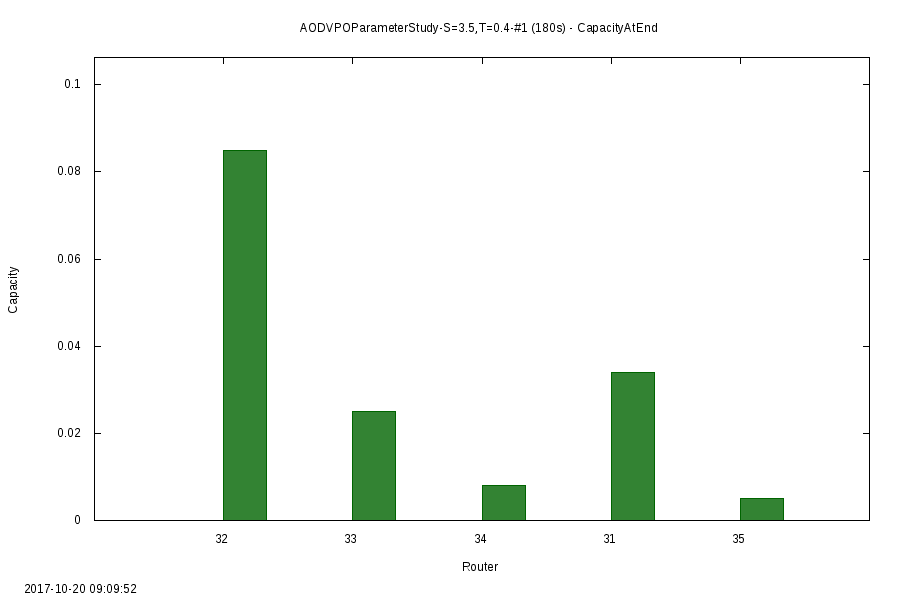 AODVPOParameterStudy-S=3.5,T=0.4-#1 (180s) - CapacityAtEnd
0.1
0.08
0.06
0.04
0.02
0
Capacity
32 33 34 31 35
Router
2017-10-20 09:09:52